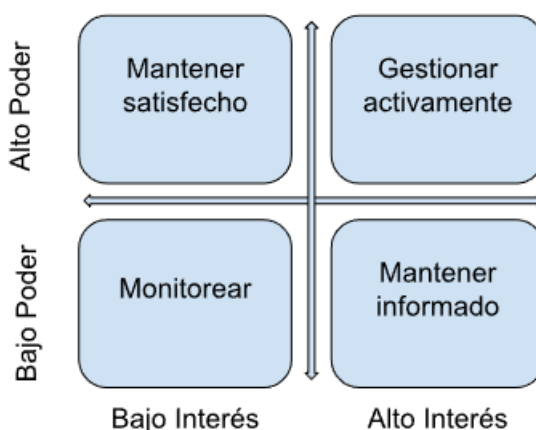 Alto Poder
Mantener
satisfecho
Gestionar
activamente
Bajo Poder
Monitorear
Mantener
informado
Bajo Interés
Alto Interés